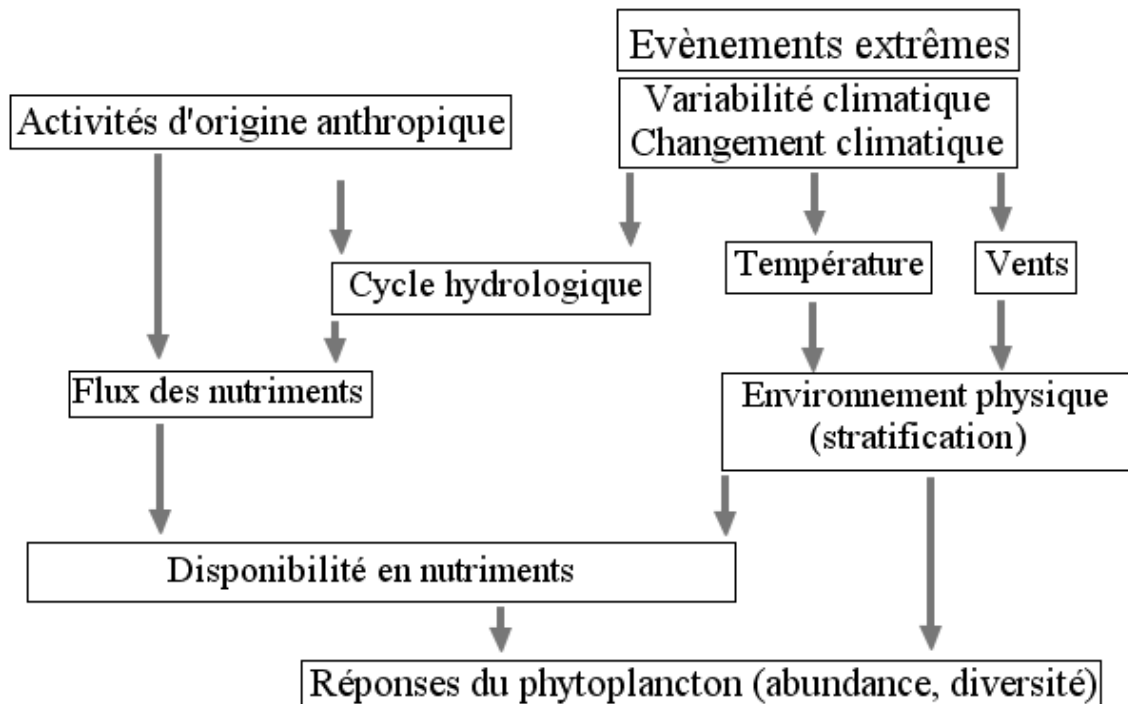 Evènements extrêmes
Activités d'origine anthropique
Variabilité climatique
Changement climatique
Cycle hydrologique
Température
Vents
Flux des nutriments
Environnement physique
(stratification)
Disponibilité en nutriments
Réponses du phytoplancton (abundance, diversité)